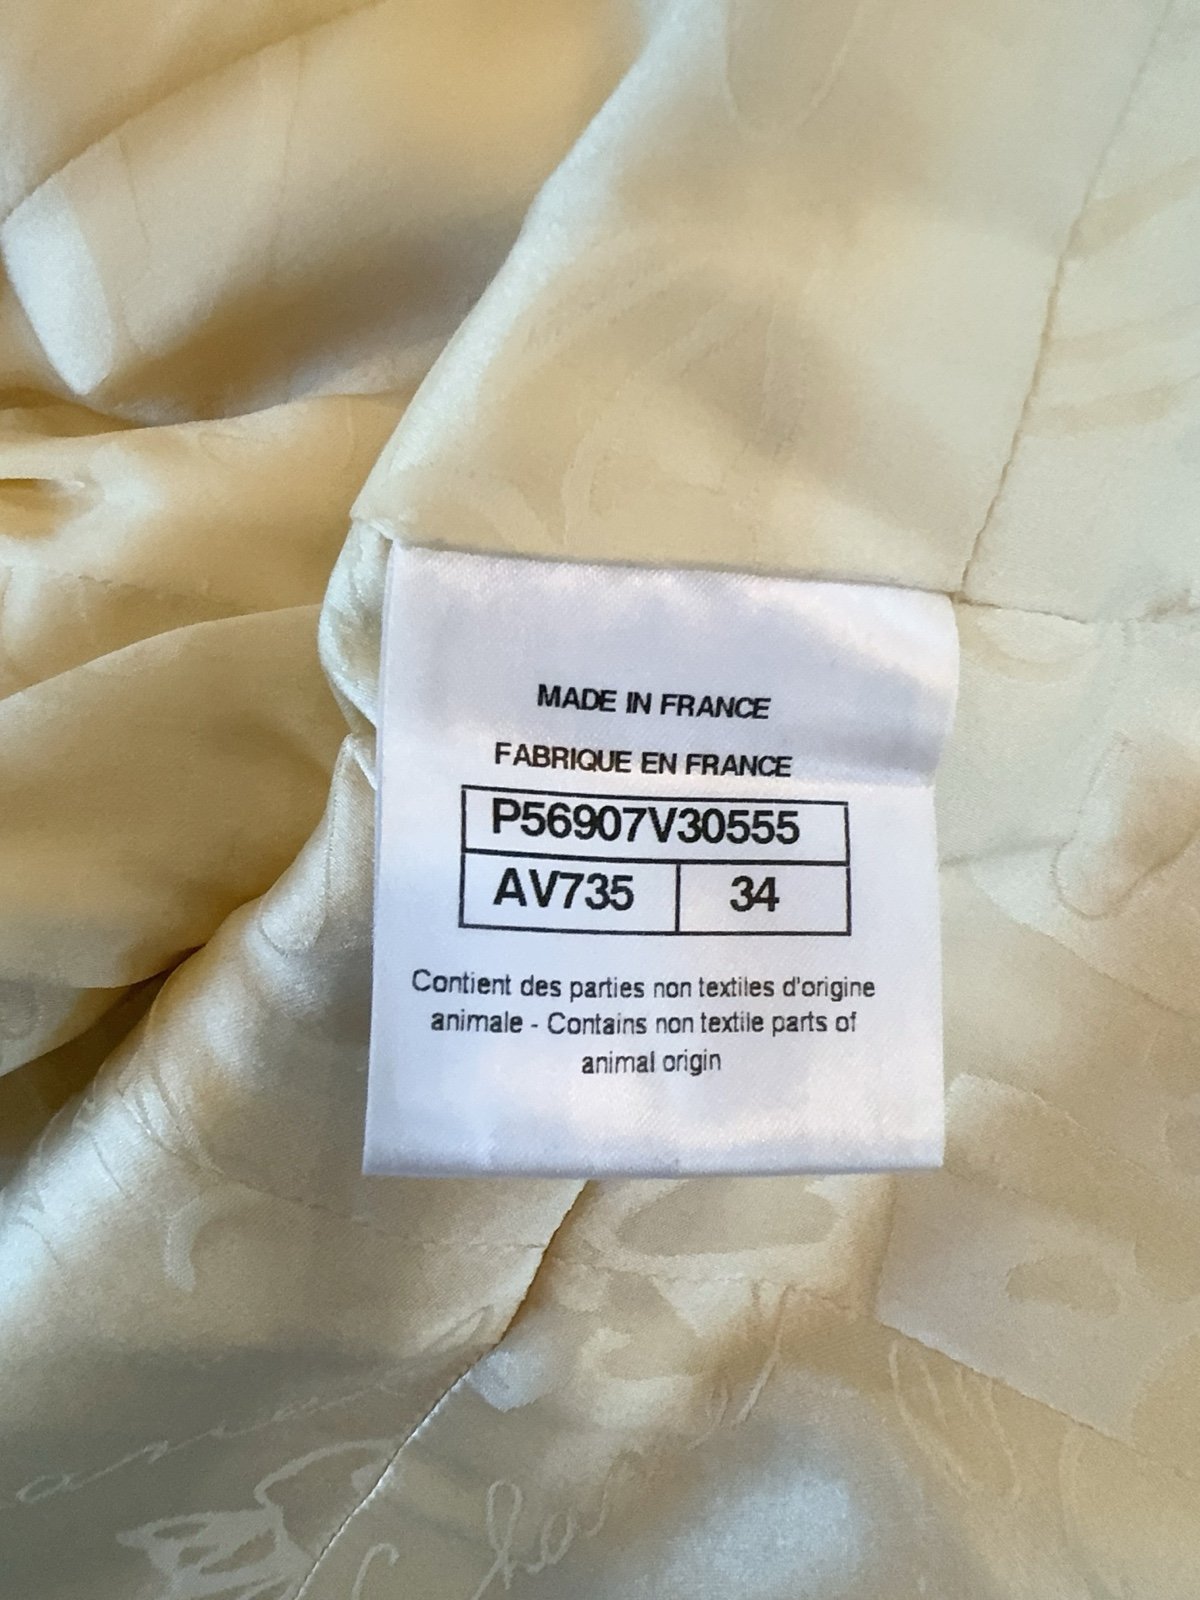 MADE IN FRANCE
FABRIQUE EN FRANCE
P56907V30555
AV735 34
Contient des parties non textiles d'origine
animale - Contains non textile parts of
animal origin